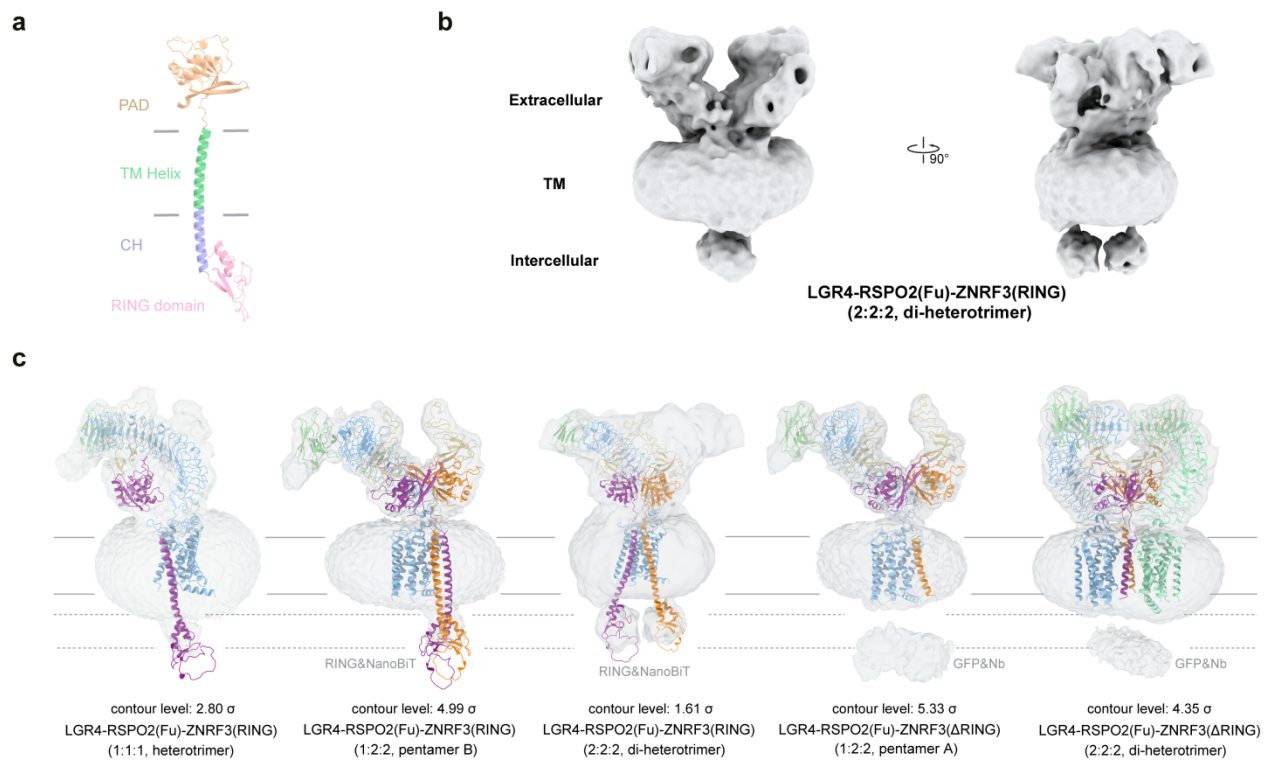 a
PAD
TM Helix
CH
RING domain
b
Extracellular
TM
Intercellular
90°
LGR4-RSPO2(Fu)-ZNRF3(RING)
(2:2:2, di-heterotrimer)
c
RING&NanoBiT
RING&NanoBiT
GFP&Nb
GFP&Nb
contour level: 2.80 σ
LGR4-RSPO2(Fu)-ZNRF3(RING)
(1:1:1, heterotrimer)
contour level: 4.99 σ
LGR4-RSPO2(Fu)-ZNRF3(RING)
(1:2:2, pentamer B)
contour level: 1.61 σ
LGR4-RSPO2(Fu)-ZNRF3(RING)
(2:2:2, di-heterotrimer)
contour level: 5.33 σ
LGR4-RSPO2(Fu)-ZNRF3(ΔRING)
(1:2:2, pentamer A)
contour level: 4.35 σ
LGR4-RSPO2(Fu)-ZNRF3(ΔRING)
(2:2:2, di-heterotrimer)